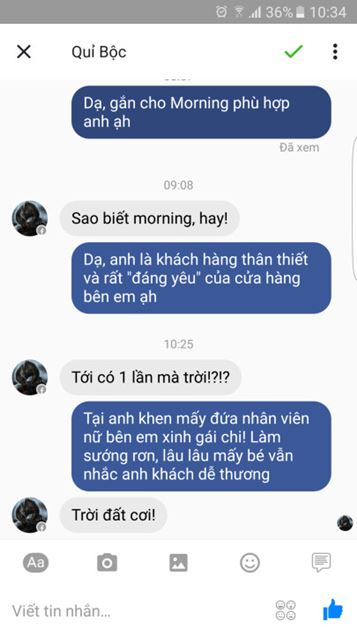 36% 10:34
Quỉ Bộc
Dạ, gắn cho Morning phù hợp
anh ạh
Đã xem
09:08
Sao biết morning, hay!
Dạ, anh là khách hàng thân thiết
và rất "đáng yêu" của cửa hàng
bên em ạh
10:25
Tới có 1 lần mà trời!?!?
Tại anh khen mấy đứa nhân viên
nữ bên em xinh gái chi! Làm
sướng rơn, lâu lâu mấy bé vẫn
nhắc anh khách dễ thương
Trời đất cơi!
Aa
Viết tin nhắn...